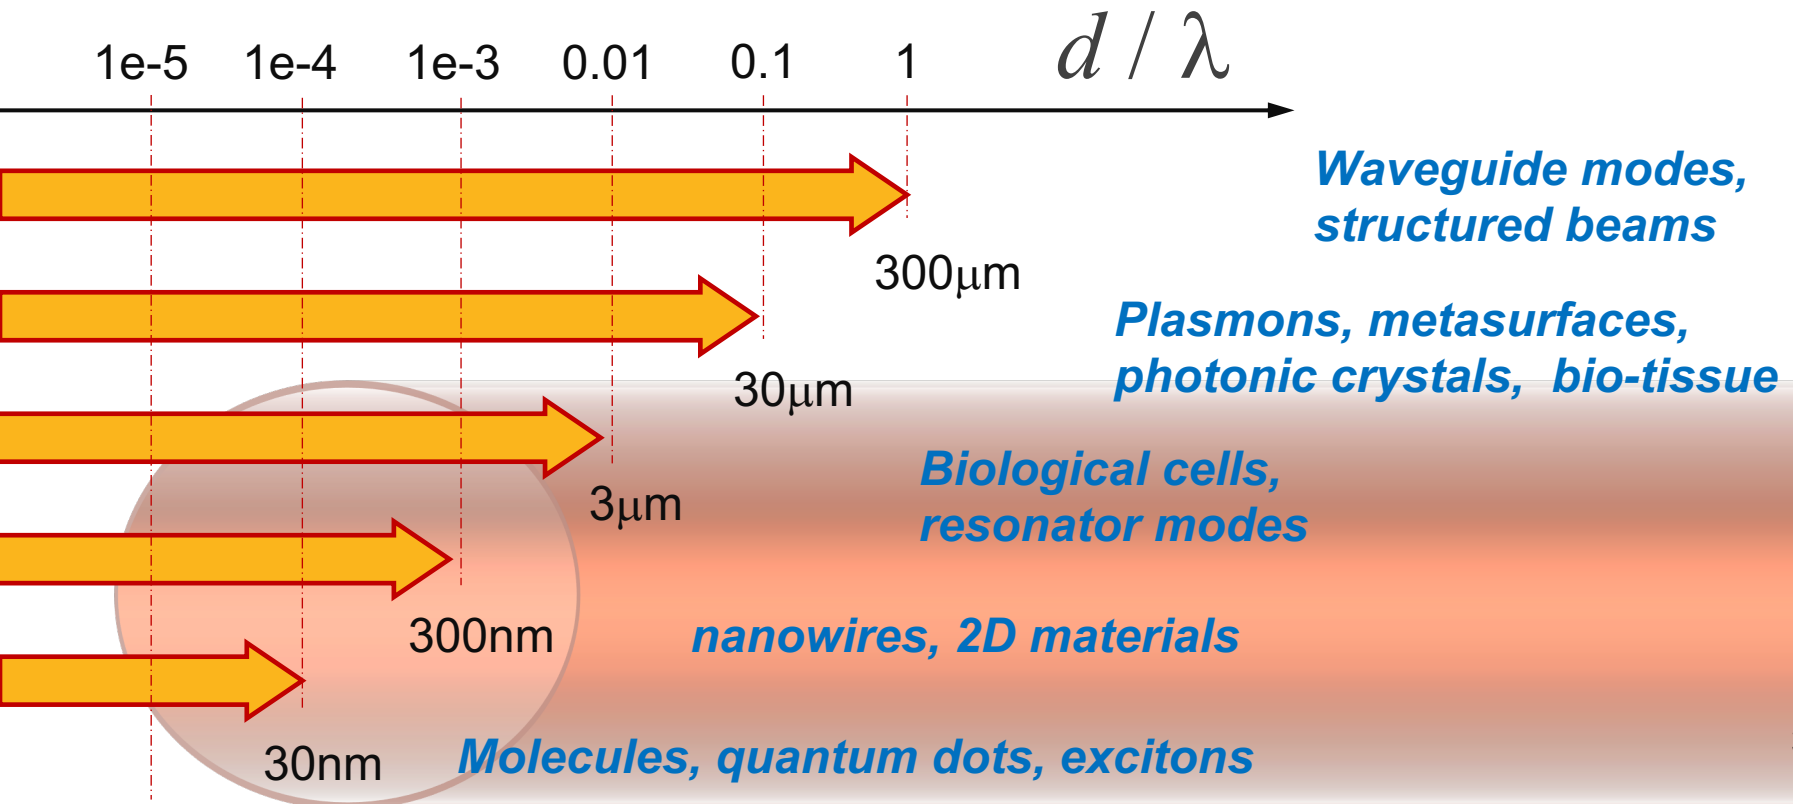 1e-5 1e-4 1e-3 0.01 0.1 1 d / λ
Waveguide modes,
structured beams
300μm
Plasmons, metasurfaces,
photonic crystals, bio-tissue
30μm
Biological cells,
resonator modes
3μm
300nm nanowires, 2D materials
30nm Molecules, quantum dots, excitons